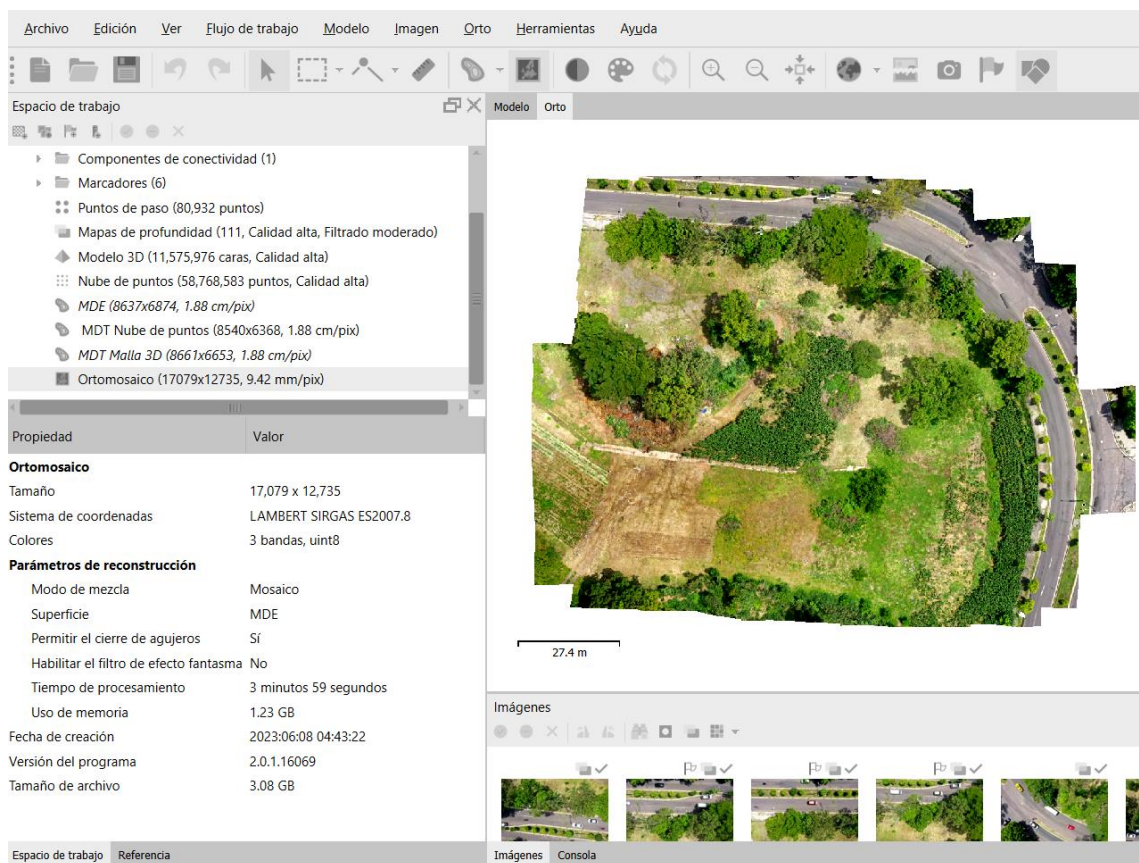 Archivo Edición Ver Flujo de trabajo Modelo Imagen Orto Herramientas Ayuda
Espacio de trabajo
Componentes de conectividad (1)
Marcadores (6)
Puntos de paso (80,932 puntos)
Mapas de profundidad (111, Calidad alta, Filtrado moderado)
Modelo 3D (11,575,976 caras, Calidad alta)
Nube de puntos (58,768,583 puntos, Calidad alta)
MDE (8637x6874, 1.88 cm/pix)
MDT Nube de puntos (8540x6368, 1.88 cm/pix)
MDT Malla 3D (8661x6653, 1.88 cm/pix)
Ortomosaico (17079x12735, 9.42 mm/pix)
Propiedad Valor
Ortomosaico
Tamaño 17,079 x 12,735
Sistema de coordenadas LAMBERT SIRGAS ES2007.8
Colores 3 bandas, uint8
Parámetros de reconstrucción
Modo de mezcla Mosaico
Superficie MDE
Permitir el cierre de agujeros Sí
Habilitar el filtro de efecto fantasma No
Tiempo de procesamiento 3 minutos 59 segundos
Uso de memoria 1.23 GB
Fecha de creación 2023:06:08 04:43:22
Versión del programa 2.0.1.16069
Tamaño de archivo 3.08 GB
Espacio de trabajo Referencia
Modelo Orto
27.4 m
Imágenes
Imágenes Consola